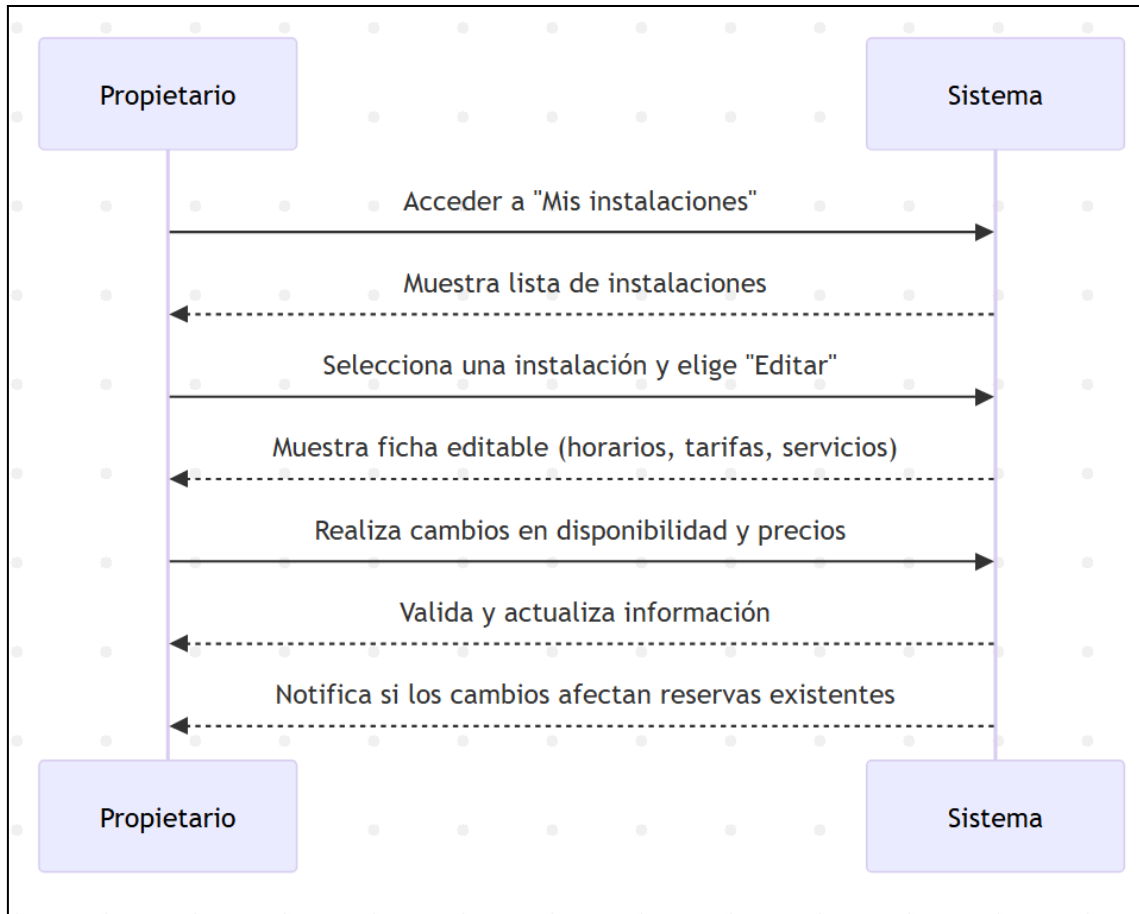 Propietario
Sistema
Acceder a "Mis instalaciones"
Muestra lista de instalaciones
Selecciona una instalación y elige "Editar"
Muestra ficha editable (horarios, tarifas, servicios)
Realiza cambios en disponibilidad y precios
Valida y actualiza información
Notifica si los cambios afectan reservas existentes
Propietario
Sistema